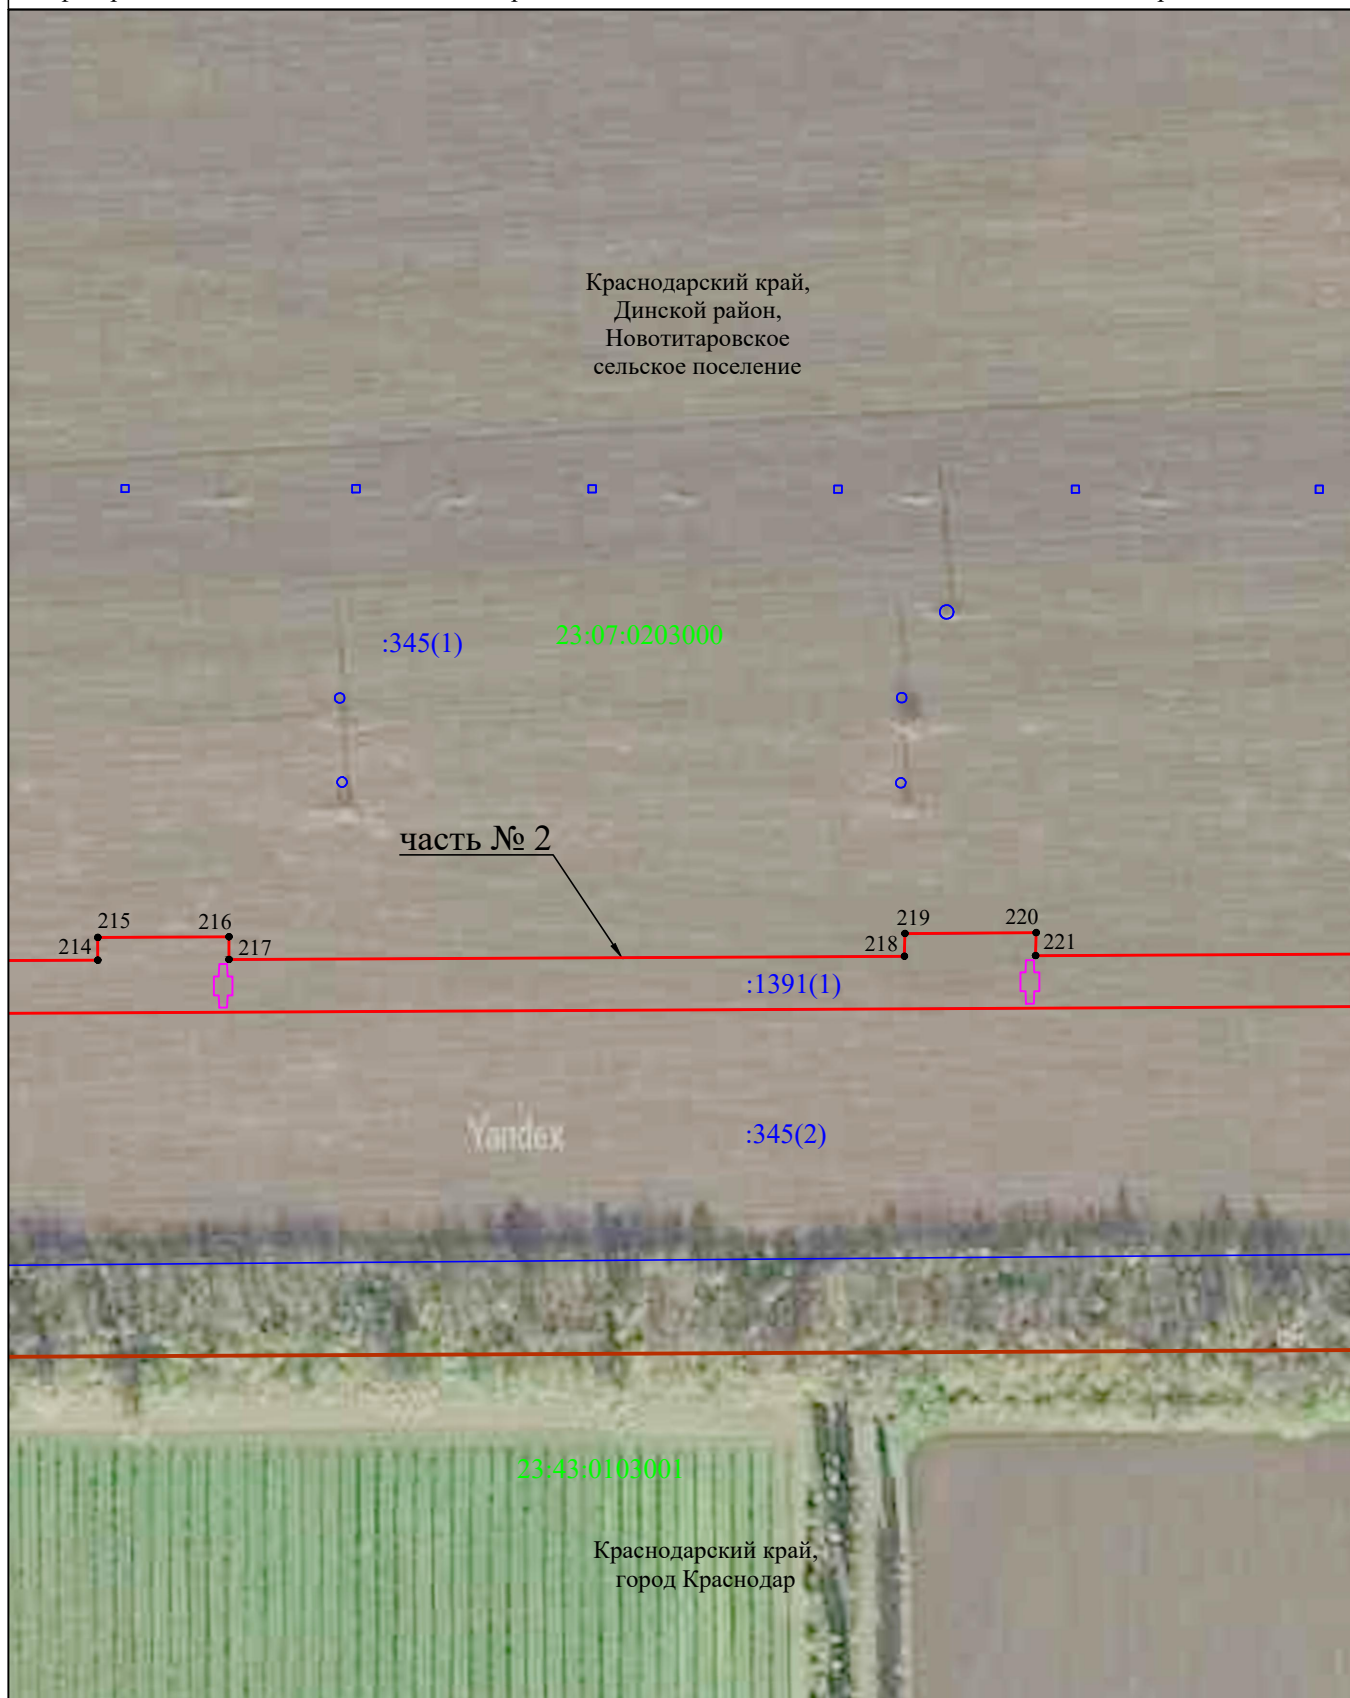 Краснодарский край,
Динской район,
Новотитаровское
сельское поселение
:345(1)
23:07:0203000
часть № 2
215
216
219
220
214
217
218
221
:1391(1)
Yandex
:345(2)
23:43:0103001
Краснодарский край,
город Краснодар